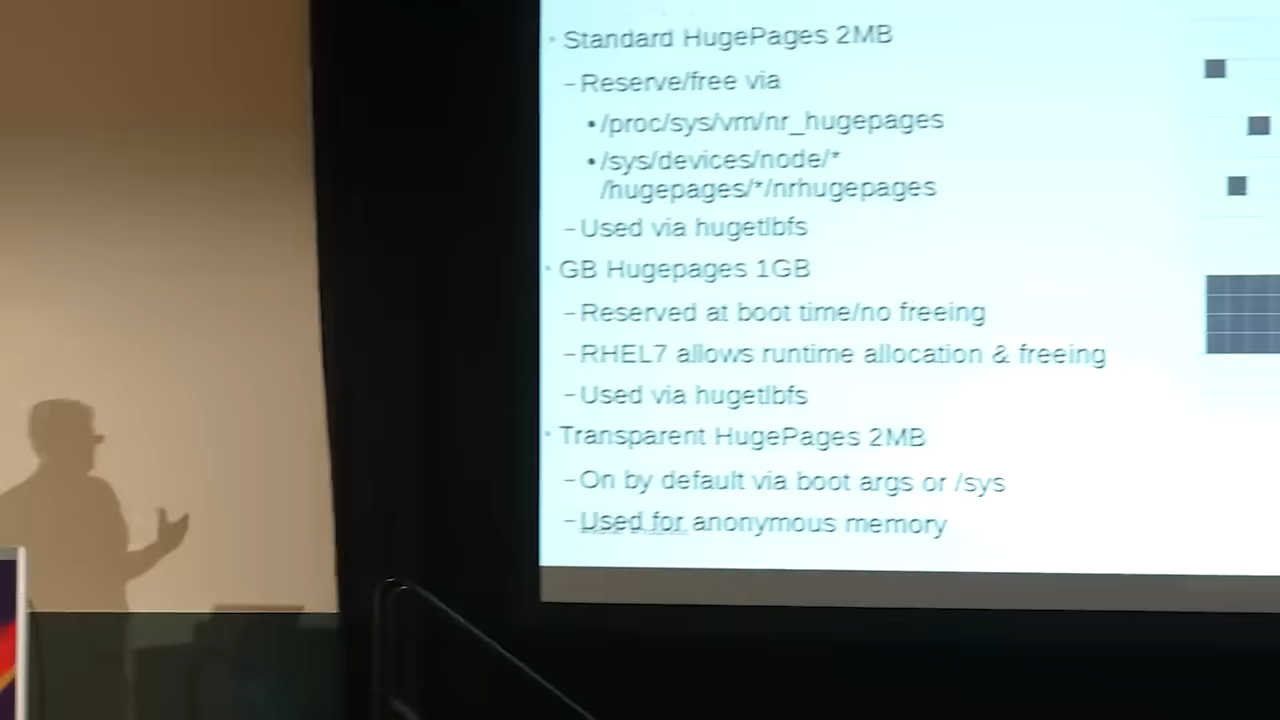 • Standard HugePages 2MB
– Reserve/free via
• /proc/sys/vm/nr_hugepages
• /sys/devices/node/*
/hugepages/*/nrhugepages
– Used via hugetlbfs
• GB Hugepages 1GB
– Reserved at boot time/no freeing
– RHEL7 allows runtime allocation & freeing
– Used via hugetlbfs
• Transparent HugePages 2MB
– On by default via boot args or /sys
– Used for anonymous memory